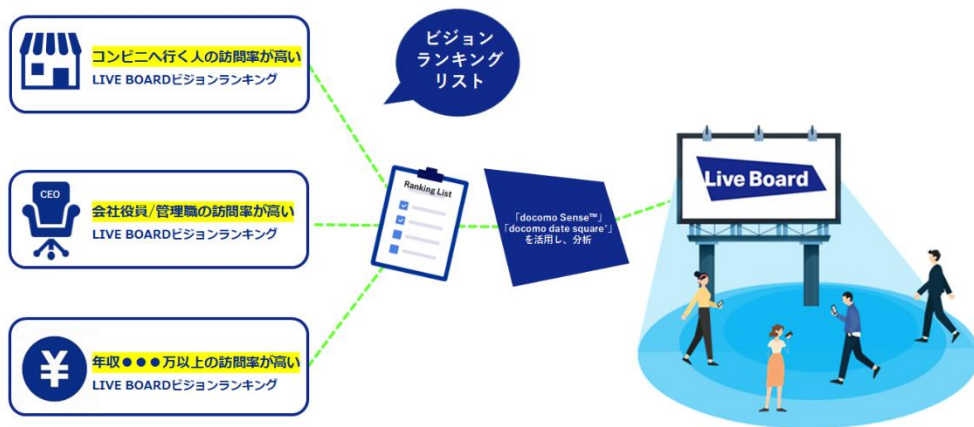 コンビニへ行く人の訪問率が高い
LIVE BOARDビジョンランキング
ビジョン
ランキング
リスト
CEO
会社役員/管理職の訪問率が高い
LIVE BOARDビジョンランキング
Ranking List
「docomo Sense™」
「docomo date square®」
を活用し、分析
Live Board
¥
年収●●●万以上の訪問率が高い
LIVE BOARDビジョンランキング